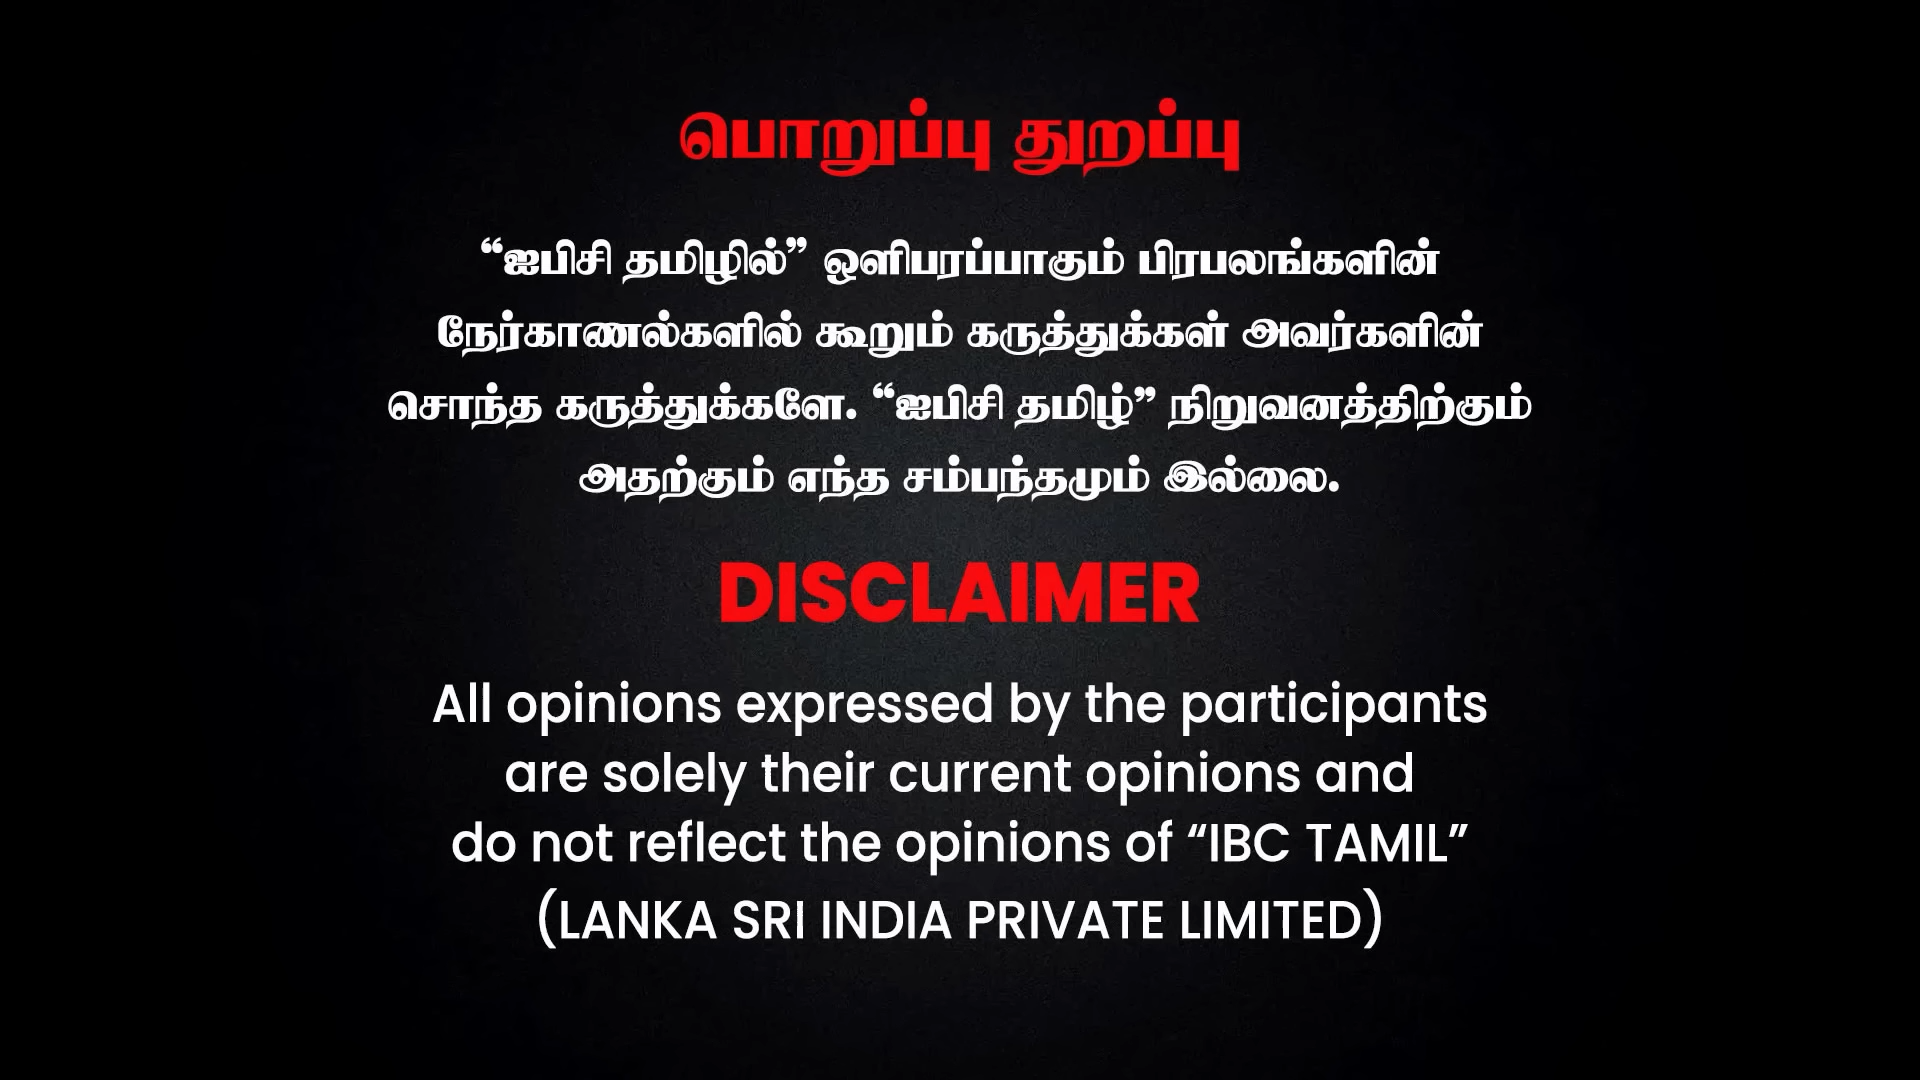 பொறுப்பு துறப்பு
“ஐபிசி தமிழில்” ஒளிபரப்பாகும் பிரபலங்களின்
நேர்காணல்களில் கூறும் கருத்துக்கள் அவர்களின்
சொந்த கருத்துக்களே. “ஐபிசி தமிழ்” நிறுவனத்திற்கும்
அதற்கும் எந்த சம்பந்தமும் இல்லை.
DISCLAIMER
All opinions expressed by the participants
are solely their current opinions and
do not reflect the opinions of “IBC TAMIL”
(LANKA SRI INDIA PRIVATE LIMITED)